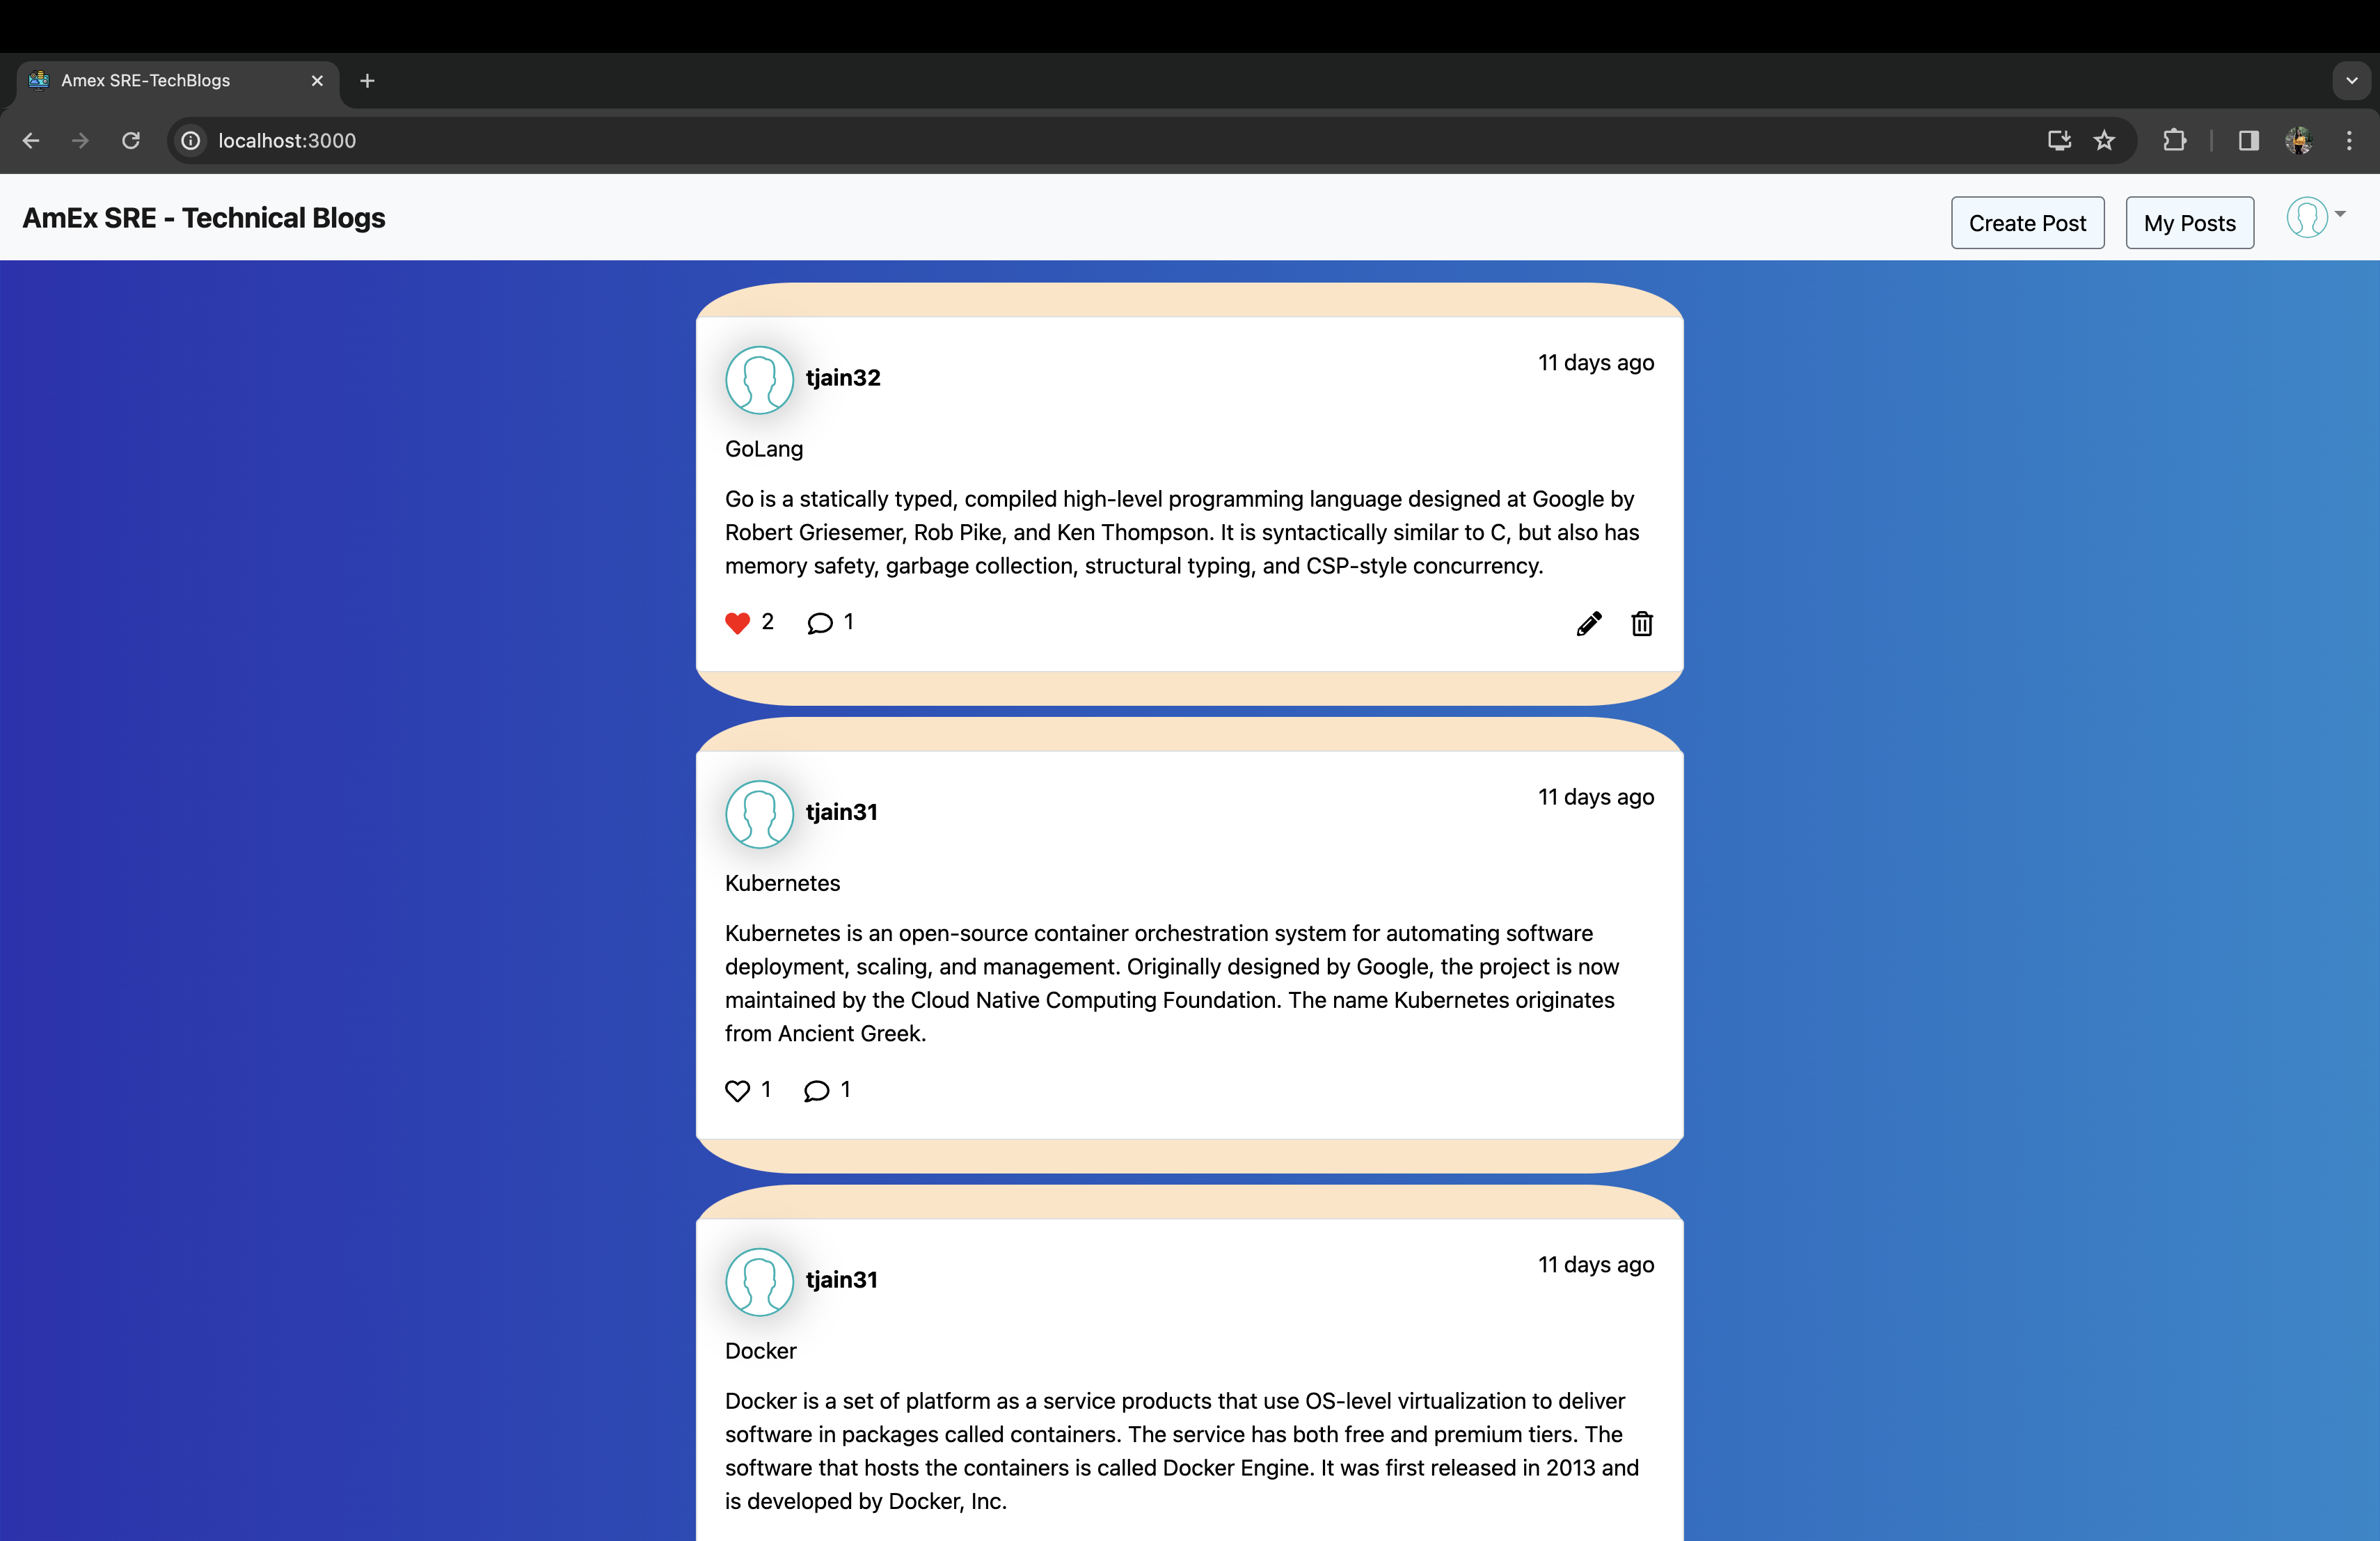 Amex SRE-TechBlogs
localhost:3000
AmEx SRE - Technical Blogs
Create Post
My Posts
tjain32
11 days ago
GoLang
Go is a statically typed, compiled high-level programming language designed at Google by
Robert Griesemer, Rob Pike, and Ken Thompson. It is syntactically similar to C, but also has
memory safety, garbage collection, structural typing, and CSP-style concurrency.
2 1
tjain31
11 days ago
Kubernetes
Kubernetes is an open-source container orchestration system for automating software
deployment, scaling, and management. Originally designed by Google, the project is now
maintained by the Cloud Native Computing Foundation. The name Kubernetes originates
from Ancient Greek.
1 1
tjain31
11 days ago
Docker
Docker is a set of platform as a service products that use OS-level virtualization to deliver
software in packages called containers. The service has both free and premium tiers. The
software that hosts the containers is called Docker Engine. It was first released in 2013 and
is developed by Docker, Inc.